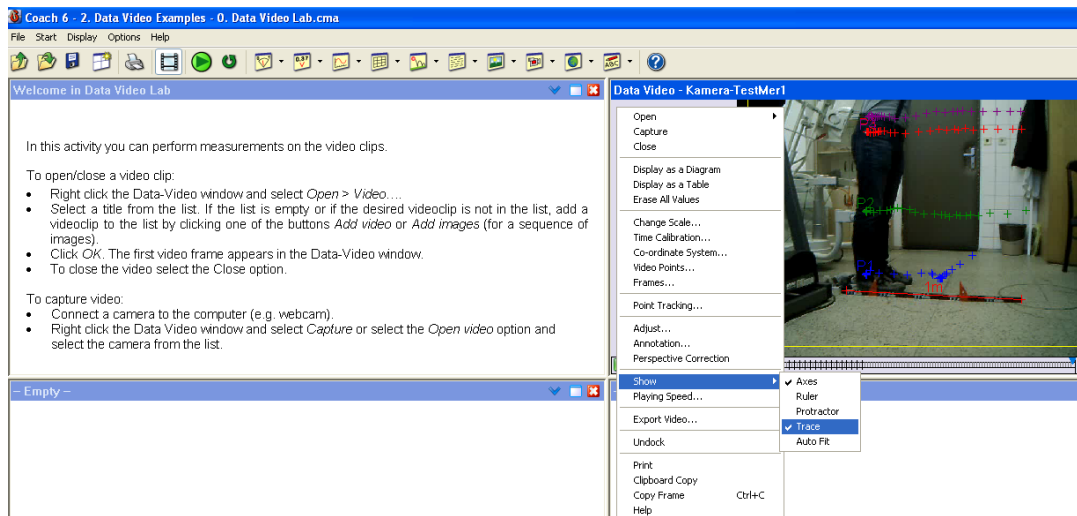 Coach 6 - 2. Data Video Examples - 0. Data Video Lab.cma
File Start Display Options Help
Welcome in Data Video Lab
In this activity you can perform measurements on the video clips.
To open/close a video clip:
• Right click the Data-Video window and select Open > Video....
• Select a title from the list. If the list is empty or if the desired videoclip is not in the list, add a
videoclip to the list by clicking one of the buttons Add video or Add images (for a sequence of
images).
• Click OK. The first video frame appears in the Data-Video window.
• To close the video select the Close option.
To capture video:
• Connect a camera to the computer (e.g. webcam).
• Right click the Data Video window and select Capture or select the Open video option and
select the camera from the list.
Data Video - Kamera-TestMer1
Open
Capture
Close
Display as a Diagram
Display as a Table
Erase All Values
Change Scale...
Time Calibration...
Co-ordinate System...
Video Points...
Frames...
Point Tracking...
Adjust...
Annotation...
Perspective Correction
Show
Playing Speed...
Export Video...
Undock
Print
Clipboard Copy
Copy Frame Ctrl+C
Help
Axes
Ruler
Protractor
Trace
Auto Fit
P2
P1
1m
– Empty –